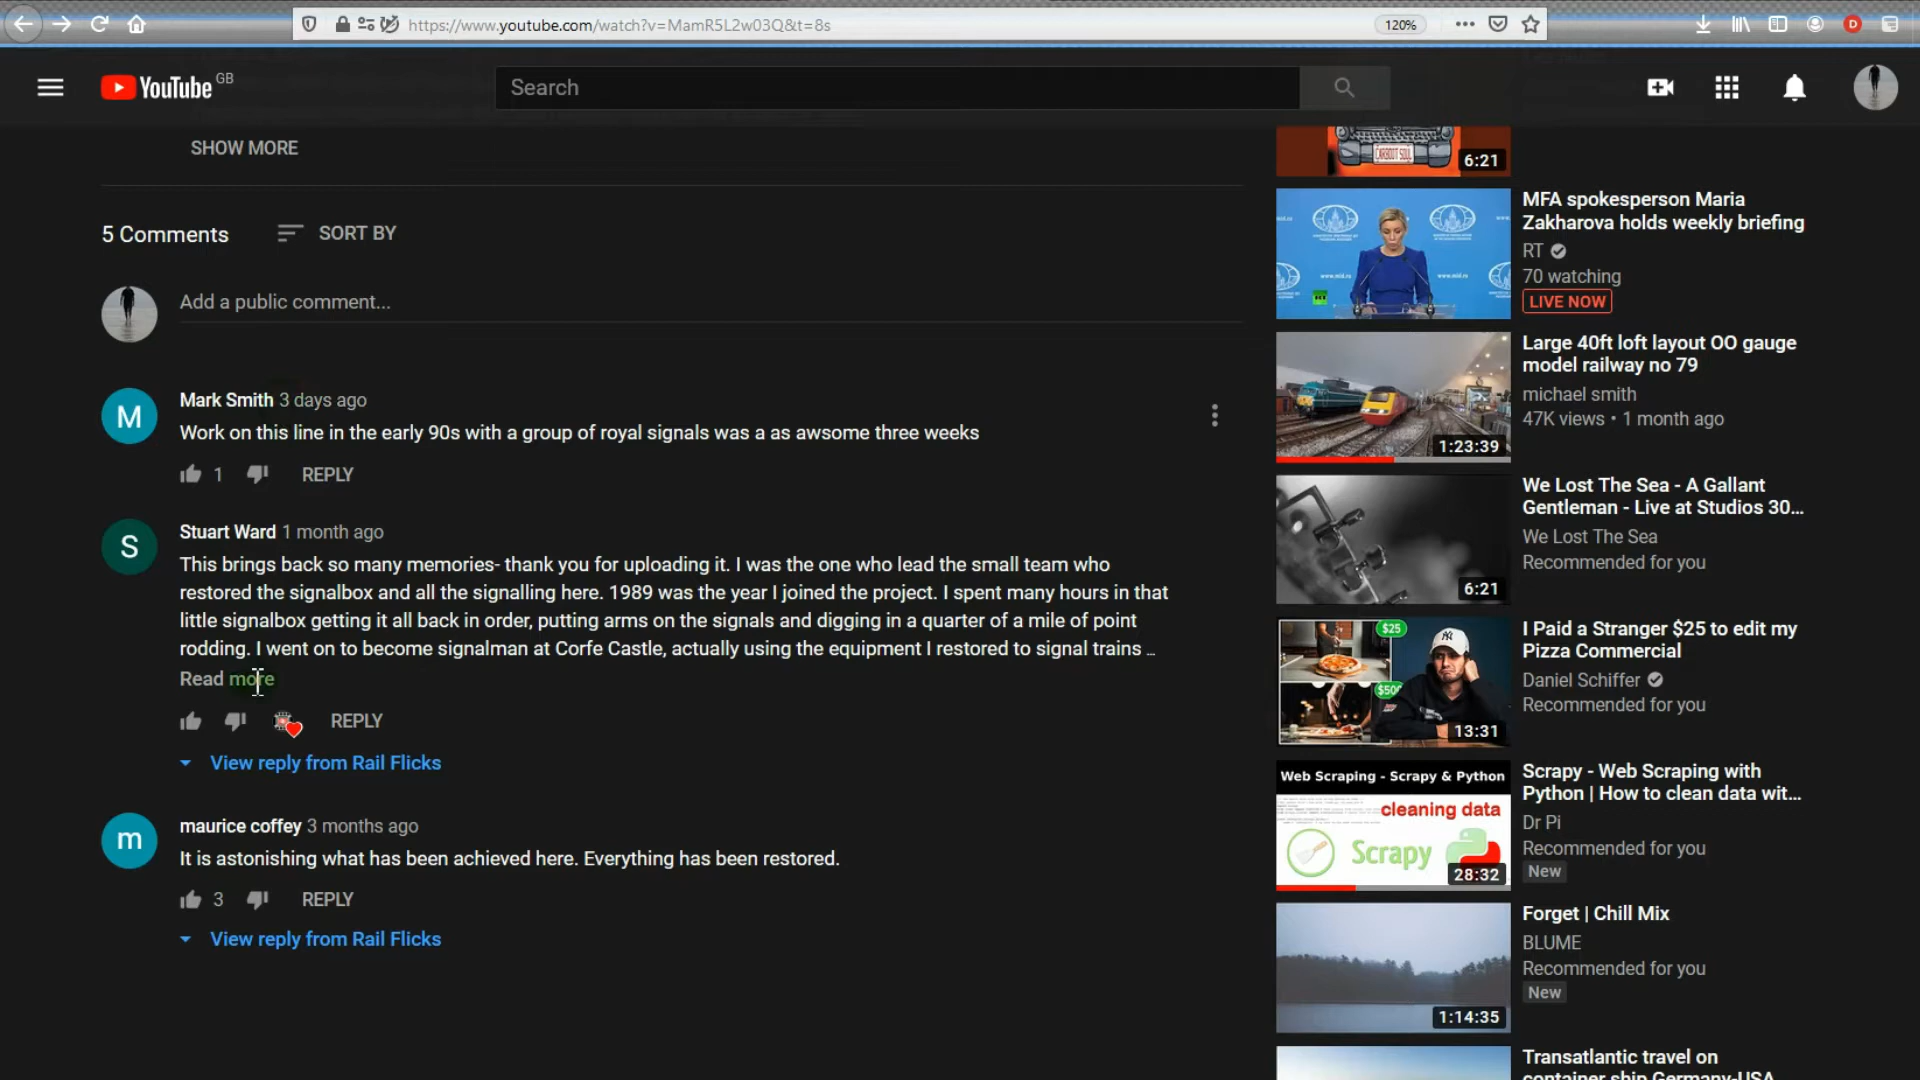 https://www.youtube.com/watch?v=MamR5L2w03Q&t=8s
120%
D
YouTube GB
Search
SHOW MORE
5 Comments
SORT BY
Add a public comment...
M
Mark Smith 3 days ago
Work on this line in the early 90s with a group of royal signals was a as awsome three weeks
1 REPLY
S
Stuart Ward 1 month ago
This brings back so many memories- thank you for uploading it. I was the one who lead the small team who
restored the signalbox and all the signalling here. 1989 was the year I joined the project. I spent many hours in that
little signalbox getting it all back in order, putting arms on the signals and digging in a quarter of a mile of point
rodding. I went on to become signalman at Corfe Castle, actually using the equipment I restored to signal trains …
Read more
REPLY
View reply from Rail Flicks
m
maurice coffey 3 months ago
It is astonishing what has been achieved here. Everything has been restored.
3 REPLY
View reply from Rail Flicks
CARBOOT SOUL
6:21
www.mid.ru
RT
MFA spokesperson Maria
Zakharova holds weekly briefing
RT
70 watching
LIVE NOW
1:23:39
Large 40ft loft layout OO gauge
model railway no 79
michael smith
47K views • 1 month ago
6:21
We Lost The Sea - A Gallant
Gentleman - Live at Studios 30...
We Lost The Sea
Recommended for you
$25
$500
13:31
I Paid a Stranger $25 to edit my
Pizza Commercial
Daniel Schiffer
Recommended for you
Web Scraping - Scrapy & Python
cleaning data
Scrapy
28:32
Scrapy - Web Scraping with
Python | How to clean data wit...
Dr Pi
Recommended for you
New
1:14:35
Forget | Chill Mix
BLUME
Recommended for you
New
Transatlantic travel on
container ship Germany-USA